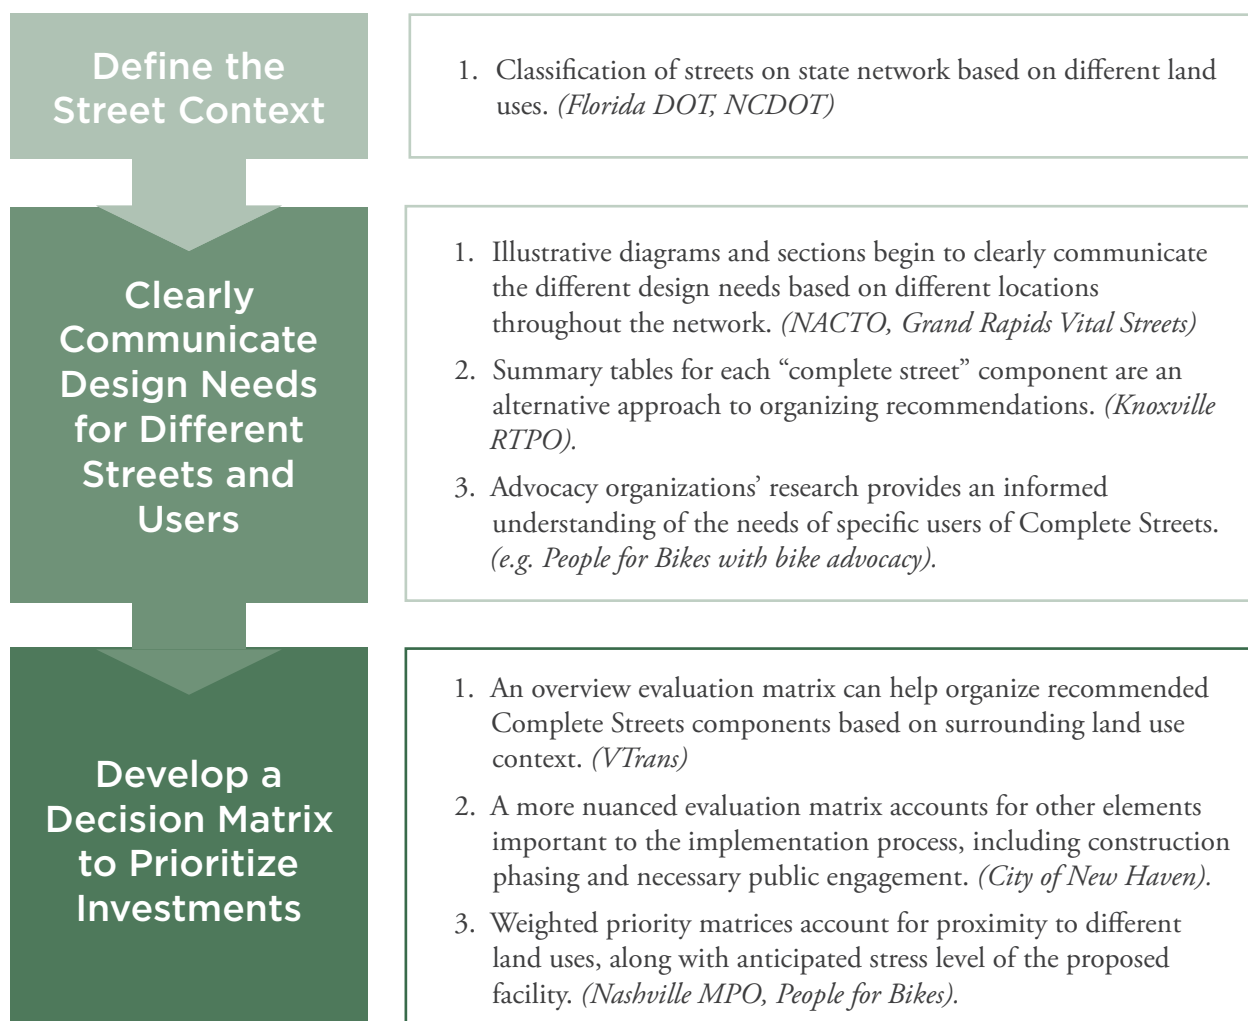 Define the
Street Context
1. Classification of streets on state network based on different land
uses. (Florida DOT, NCDOT)
Clearly
Communicate
Design Needs
for Different
Streets and
Users
1. Illustrative diagrams and sections begin to clearly communicate
the different design needs based on different locations
throughout the network. (NACTO, Grand Rapids Vital Streets)
2. Summary tables for each “complete street” component are an
alternative approach to organizing recommendations. (Knoxville
RTPO).
3. Advocacy organizations’ research provides an informed
understanding of the needs of specific users of Complete Streets.
(e.g. People for Bikes with bike advocacy).
Develop a
Decision Matrix
to Prioritize
Investments
1. An overview evaluation matrix can help organize recommended
Complete Streets components based on surrounding land use
context. (VTrans)
2. A more nuanced evaluation matrix accounts for other elements
important to the implementation process, including construction
phasing and necessary public engagement. (City of New Haven).
3. Weighted priority matrices account for proximity to different
land uses, along with anticipated stress level of the proposed
facility. (Nashville MPO, People for Bikes).